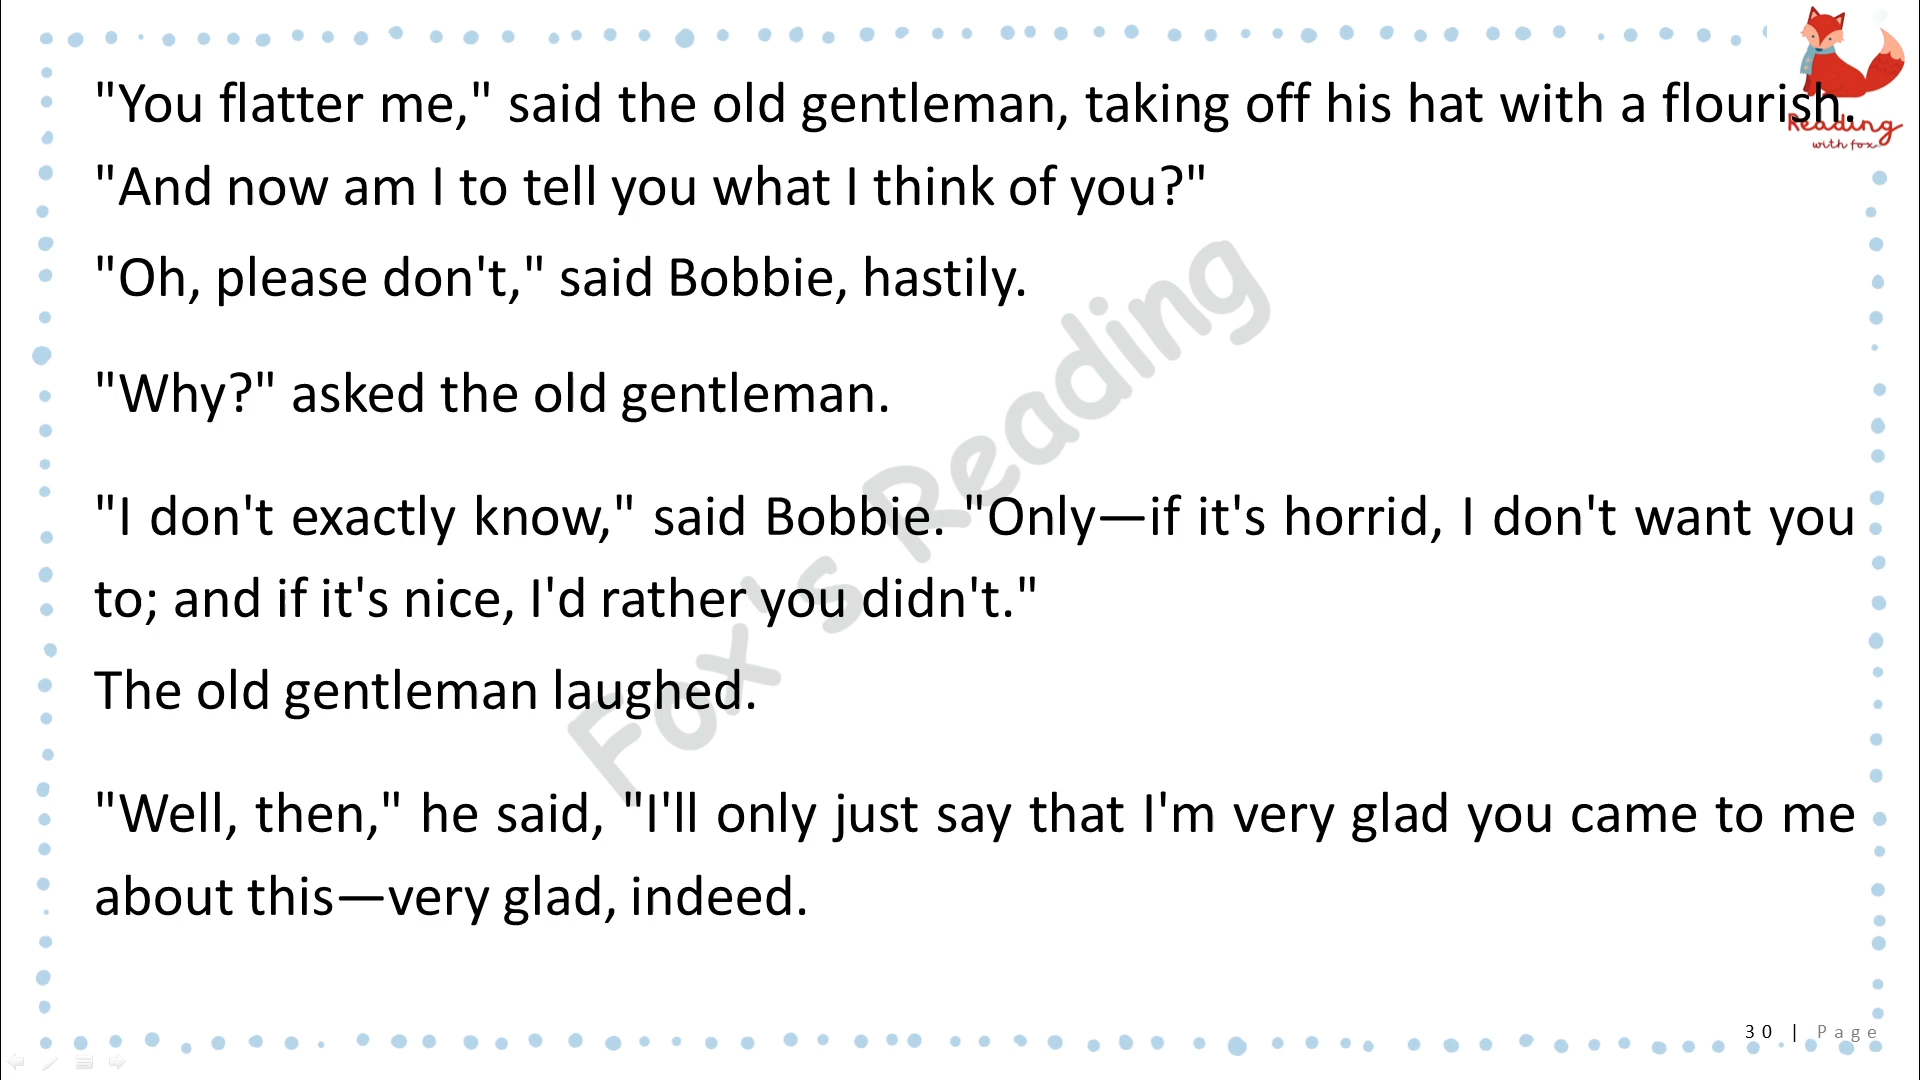 "You flatter me," said the old gentleman, taking off his hat with a flourish.
Reading
with fox
"And now am I to tell you what I think of you?"
"Oh, please don't," said Bobbie, hastily.
"Why?" asked the old gentleman.
"I don't exactly know," said Bobbie. "Only—if it's horrid, I don't want you
to; and if it's nice, I'd rather you didn't."
The old gentleman laughed.
"Well, then," he said, "I'll only just say that I'm very glad you came to me
about this—very glad, indeed.
Fox's Reading
30 | Page